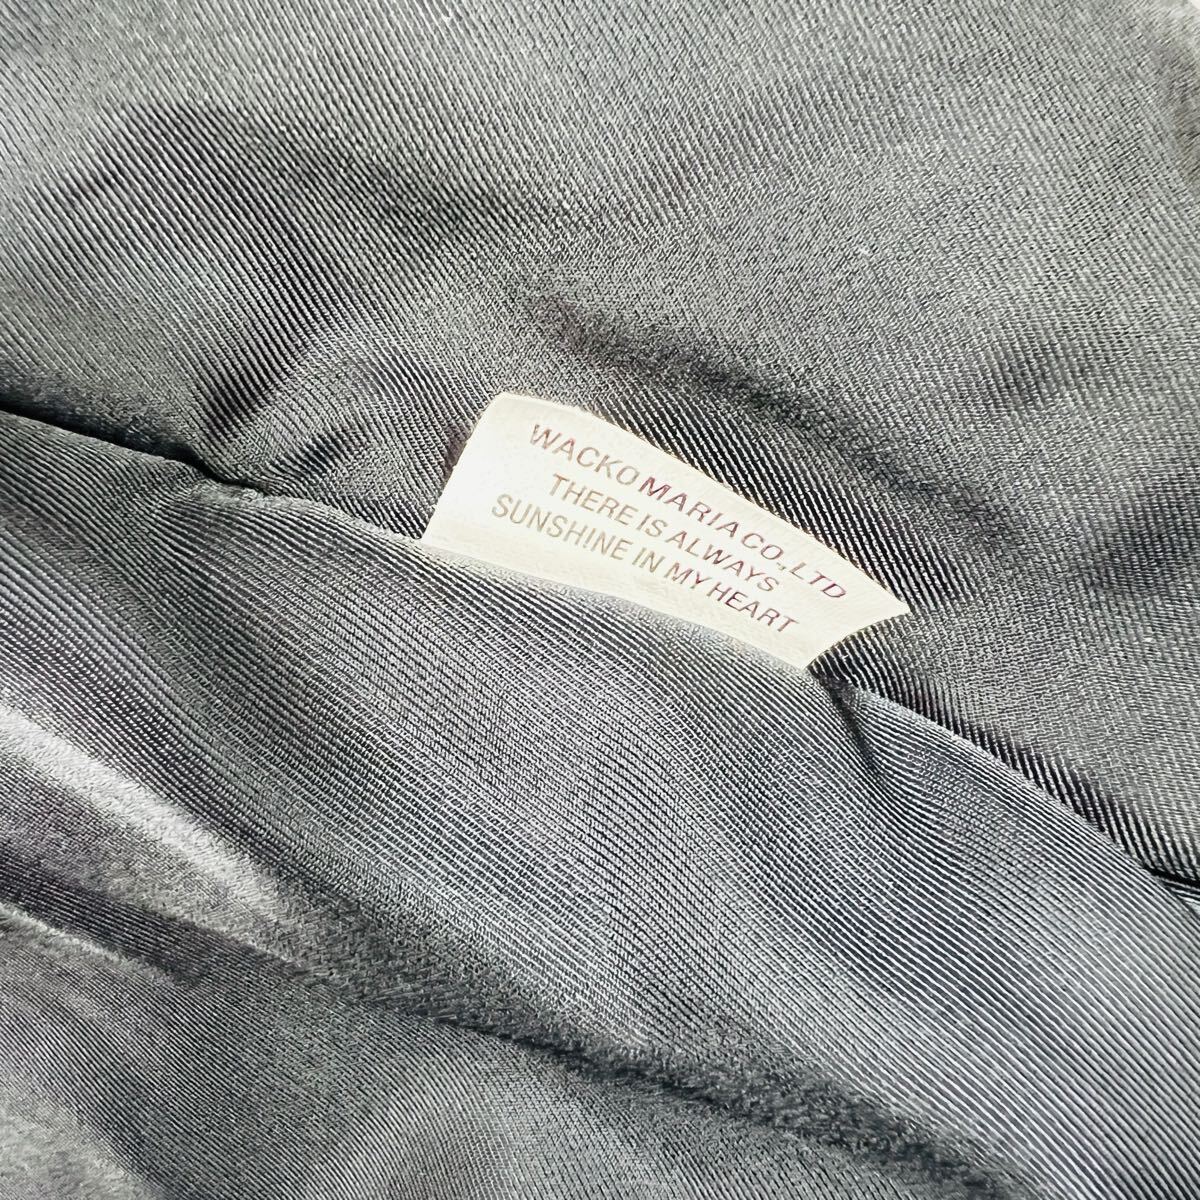 WACKO MARIA CO.,LTD
THERE IS ALWAYS
SUNSHINE IN MY HEART